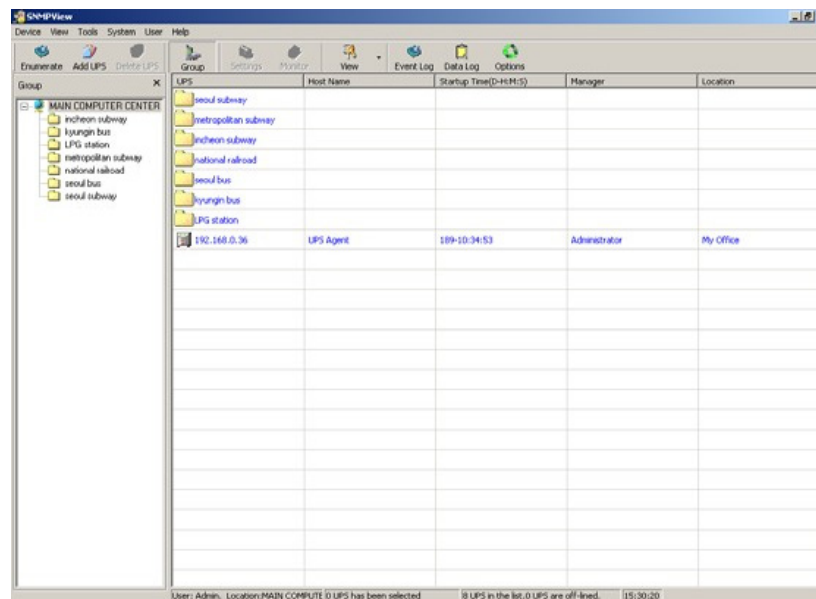 SNMPView
Device View Tools System User Help
Enumerate Add UPS Delete UPS Group Settings Monitor View Event Log Data Log Options
Group
MAIN COMPUTER CENTER
incheon subway
kyungin bus
LPG station
metropolitan subway
national railroad
seoul bus
seoul subway
UPS Host Name Startup Time(D-H:M:S) Manager Location
seoul subway
metropolitan subway
incheon subway
national railroad
seoul bus
kyungin bus
LPG station
192.168.0.36 UPS Agent 189-10:34:53 Administrator My Office
User: Admin, Location:MAIN COMPUTE 0 UPS has been selected 8 UPS in the list.0 UPS are off-lined. 15:30:20